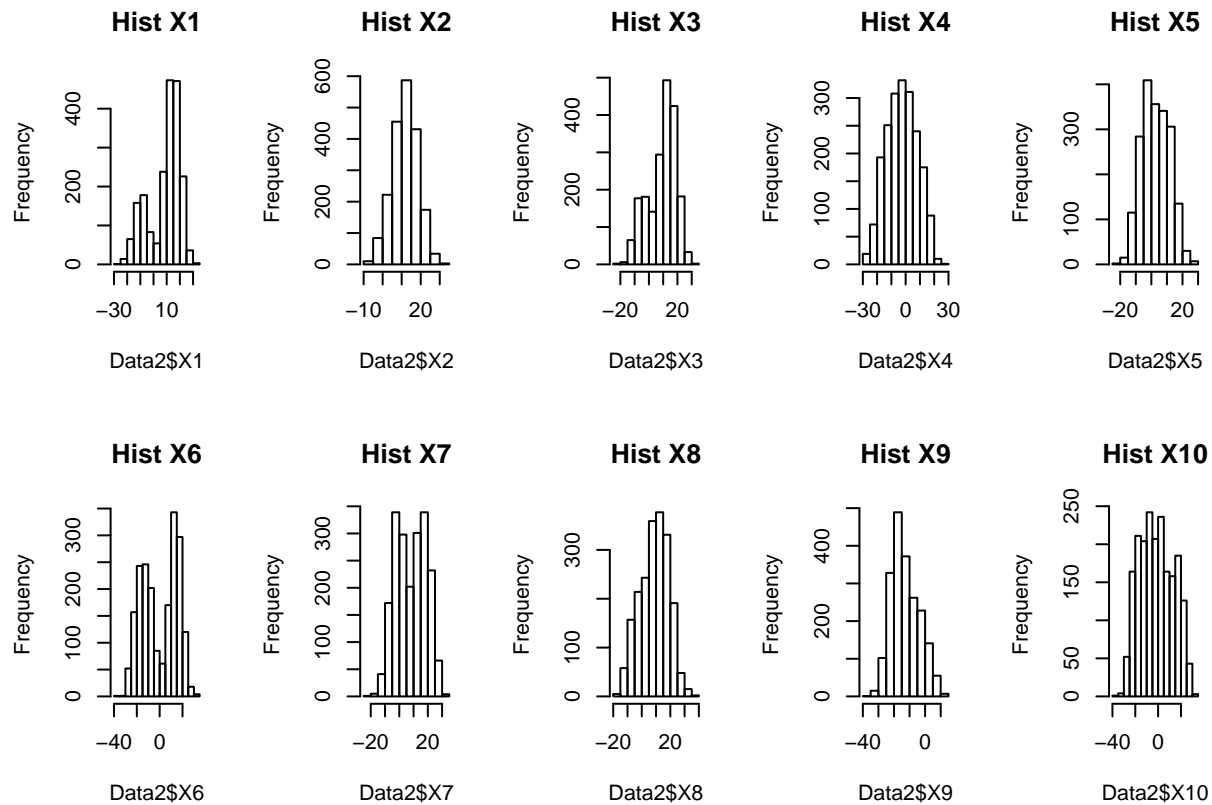 Hist X1
Frequency
0 200 400
−30 10
Data2$X1
Hist X2
Frequency
0 200 400 600
−10 20
Data2$X2
Hist X3
Frequency
0 200 400
−20 20
Data2$X3
Hist X4
Frequency
0 100 200 300
−30 0 30
Data2$X4
Hist X5
Frequency
0 100 300
−20 20
Data2$X5
Hist X6
Frequency
0 100 200 300
−40 0
Data2$X6
Hist X7
Frequency
0 100 200 300
−20 20
Data2$X7
Hist X8
Frequency
0 100 300
−20 20
Data2$X8
Hist X9
Frequency
0 200 400
−40 0
Data2$X9
Hist X10
Frequency
0 50 150 250
−40 0
Data2$X10